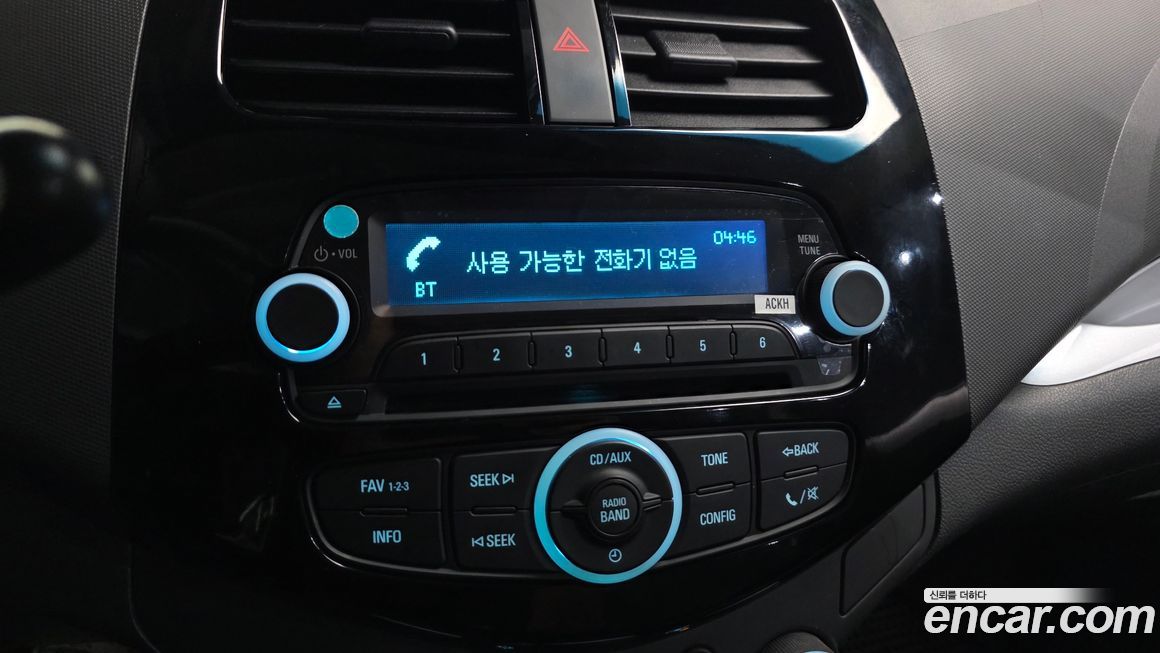 VOL
사용 가능한 전화기 없음
04:46
BT
MENU
TUNE
ACKH
1
2
3
4
5
6
FAV 1-2-3
INFO
SEEK
SEEK
CD/AUX
RADIO
BAND
TONE
CONFIG
BACK
신뢰를 더하다
encar.com